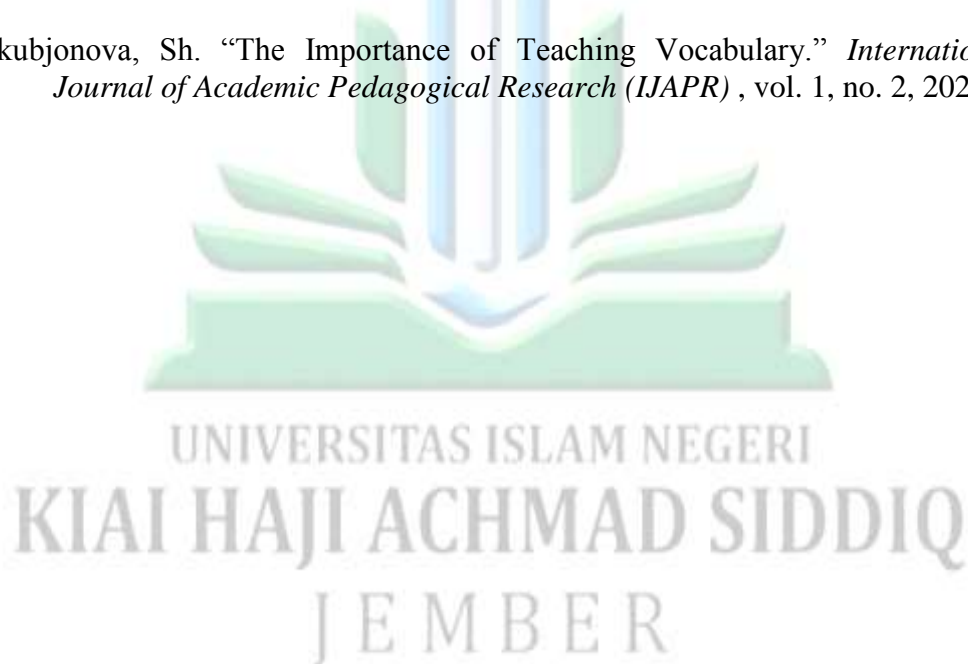 kubjonova, Sh. “The Importance of Teaching Vocabulary.” Internatio
Journal of Academic Pedagogical Research (IJAPR) , vol. 1, no. 2, 202
UNIVERSITAS ISLAM NEGERI
KIAI HAJI ACHMAD SIDDIQ
JEMBER